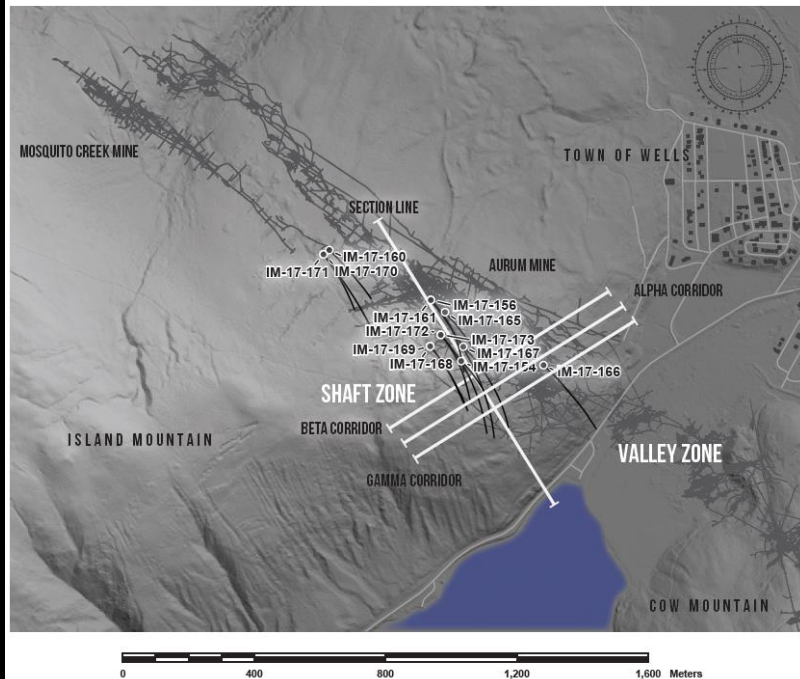 MOSQUITO CREEK MINE
TOWN OF WELLS
SECTION LINE
IM-17-160
IM-17-171 IM-17-170
AURUM MINE
ALPHA CORRIDOR
IM-17-156
IM-17-161
IM-17-165
IM-17-172
IM-17-173
IM-17-169
IM-17-167
IM-17-168
IM-17-154
IM-17-166
SHAFT ZONE
BETA CORRIDOR
ISLAND MOUNTAIN
VALLEY ZONE
GAMMA CORRIDOR
COW MOUNTAIN
0 400 800 1,200 1,600 Meters